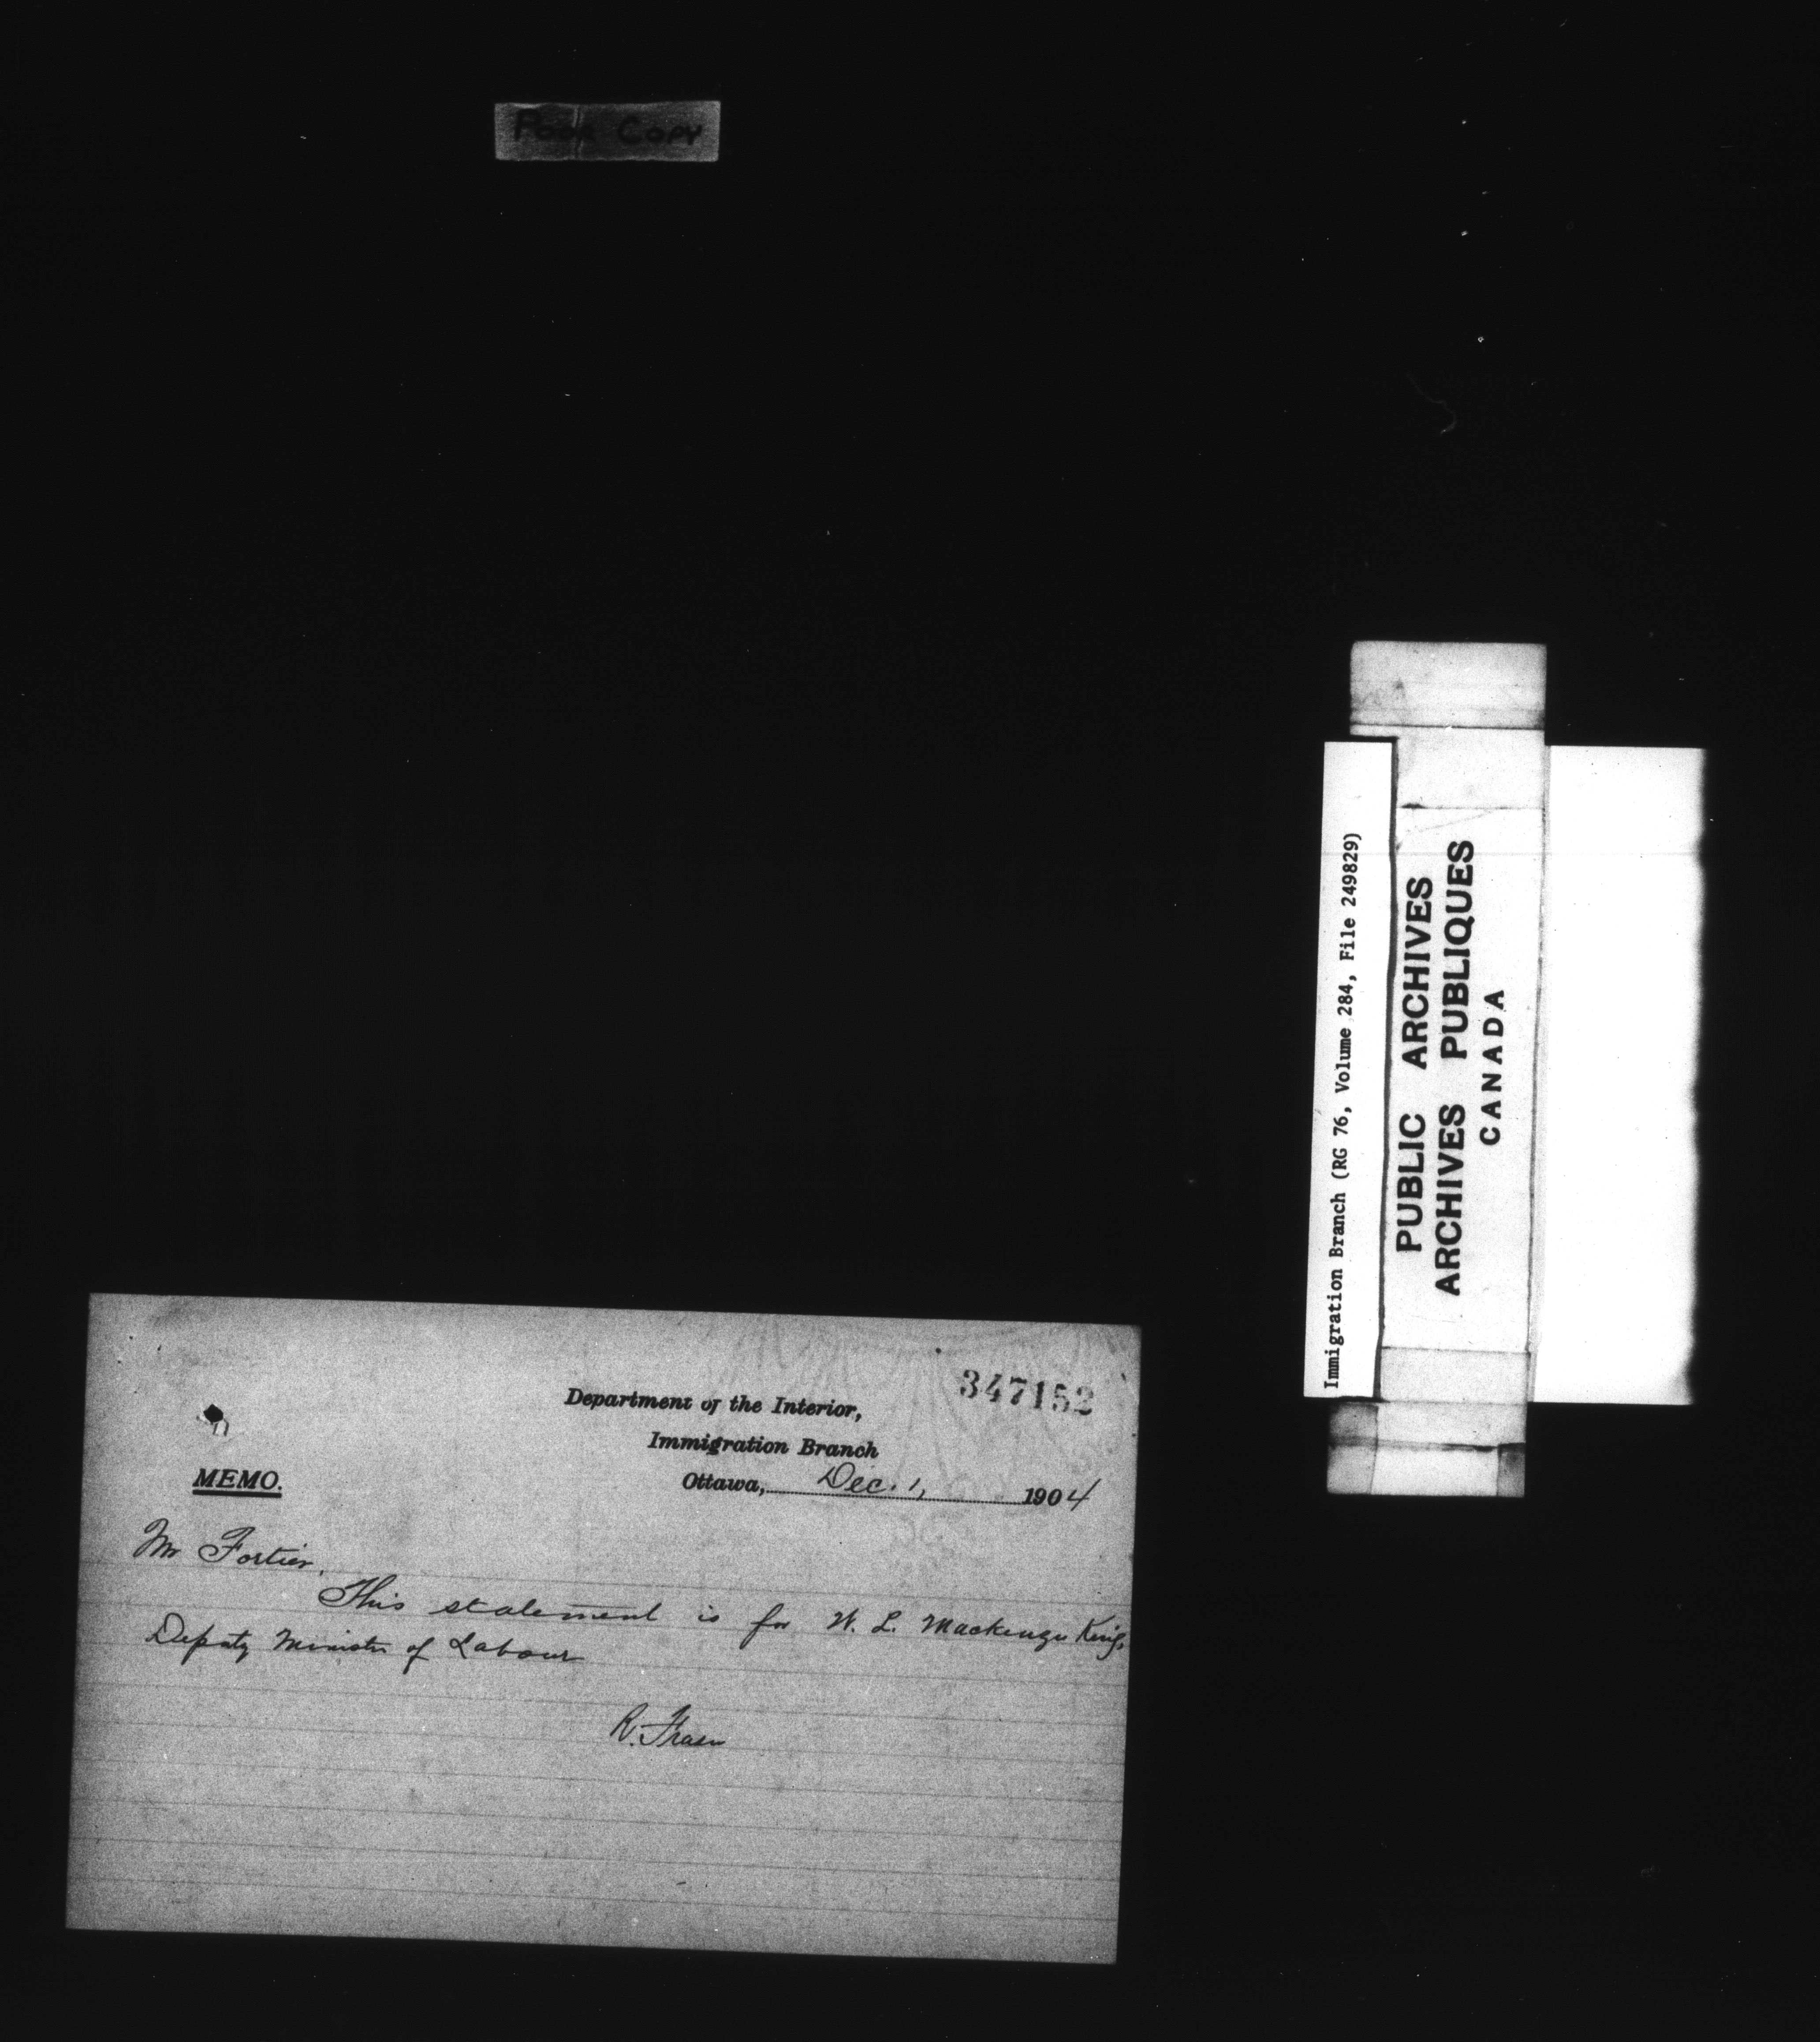 Poor Copy
Immigration Branch (RG 76, Volume 284, File 249829)
PUBLIC ARCHIVES
ARCHIVES PUBLIQUES
CANADA
347152
Department of the Interior,
Immigration Branch
Ottawa, Dec. 1, 1904
MEMO.
Mr Fortier,
This statement is for W. L. Mackenzie King,
Deputy Minister of Labour
R. Fraser